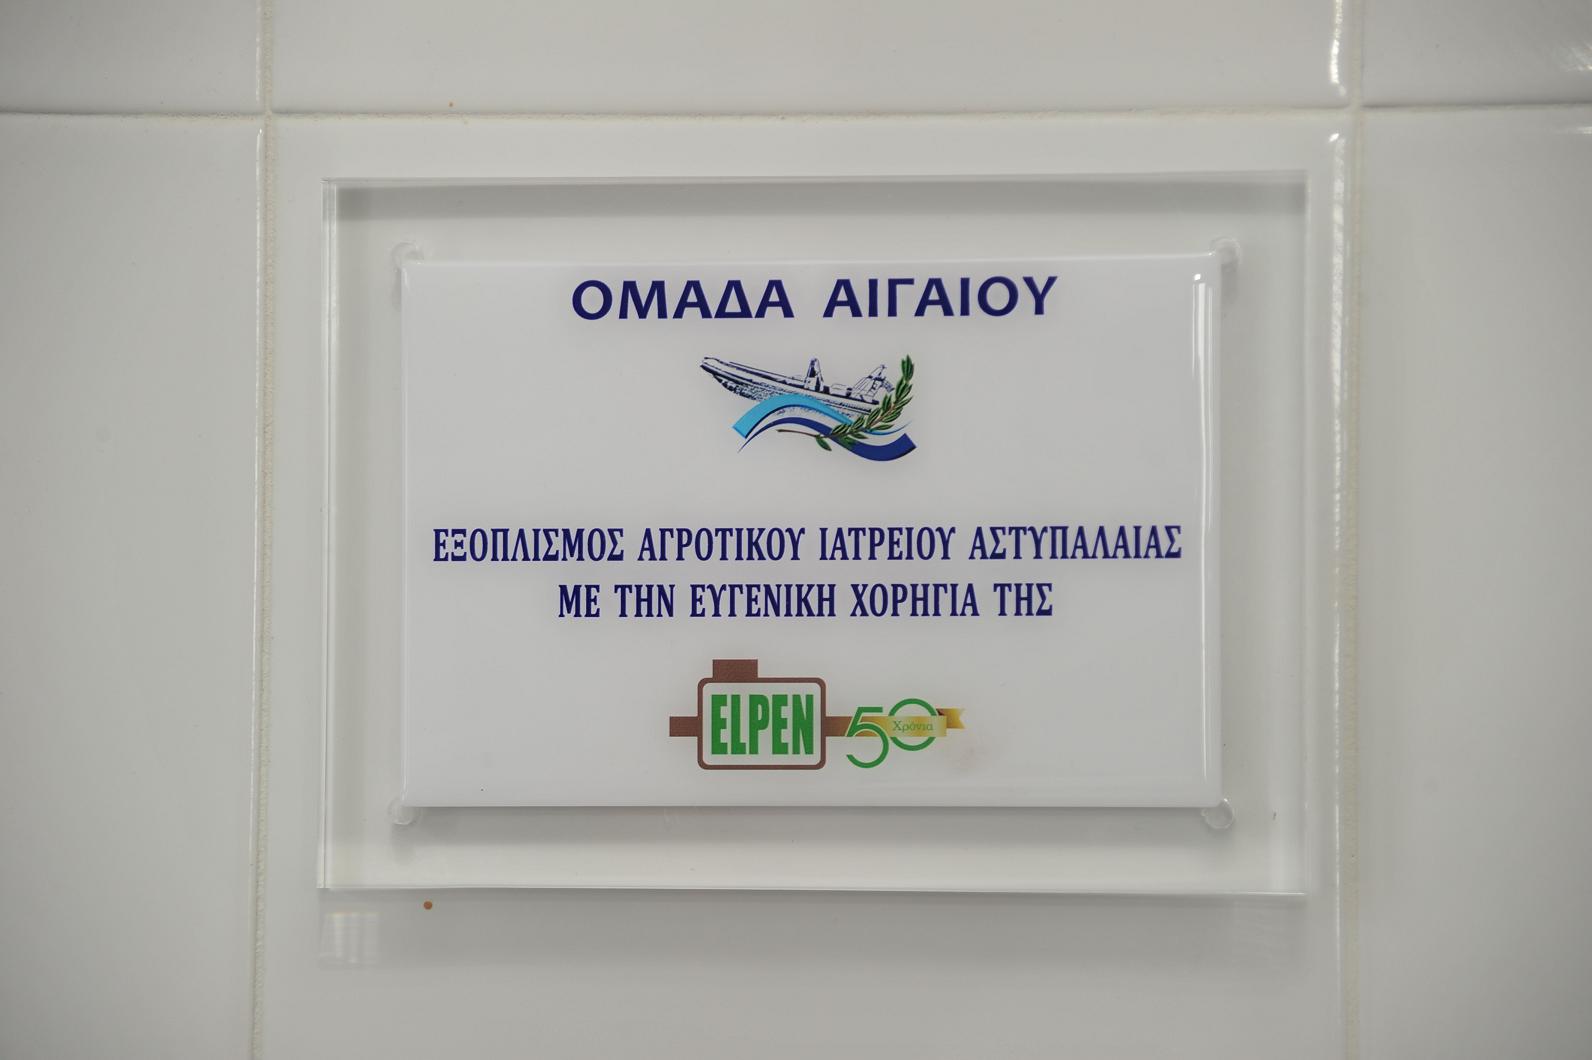 ΟΜΑΔΑ ΑΙΓΑΙΟΥ
ΕΞΟΠΛΙΣΜΟΣ ΑΓΡΟΤΙΚΟΥ ΙΑΤΡΕΙΟΥ ΑΣΤΥΠΑΛΑΙΑΣ
ΜΕ ΤΗΝ ΕΥΓΕΝΙΚΗ ΧΟΡΗΓΙΑ ΤΗΣ
ELPEN 50 Χρόνια